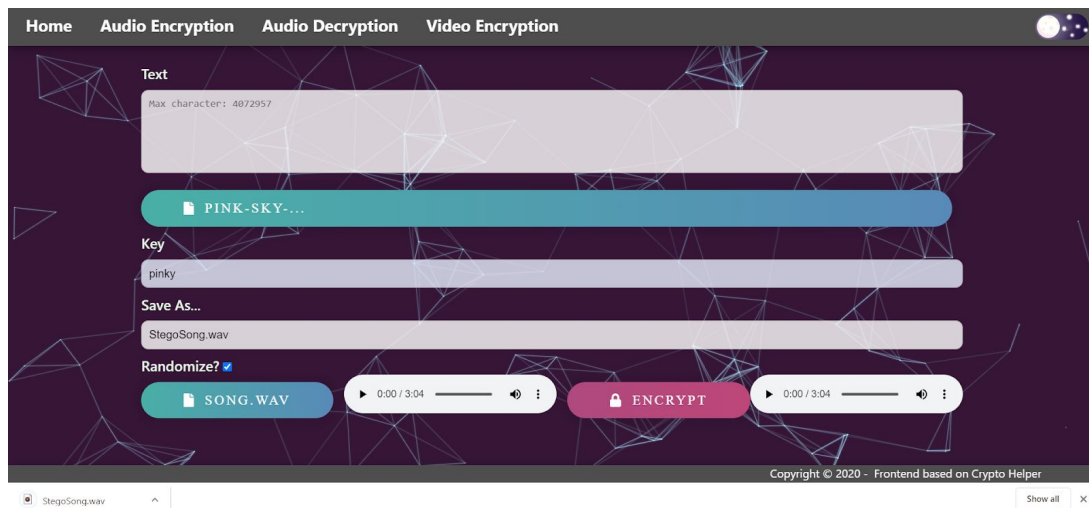 Home Audio Encryption Audio Decryption Video Encryption
Text
Max character: 4072957
PINK-SKY-...
Key
pinky
Save As...
StegoSong.wav
Randomize?
SONG.WAV 0:00 / 3:04 ENCRYPT 0:00 / 3:04
Copyright © 2020 - Frontend based on Crypto Helper
StegoSong.wav Show all